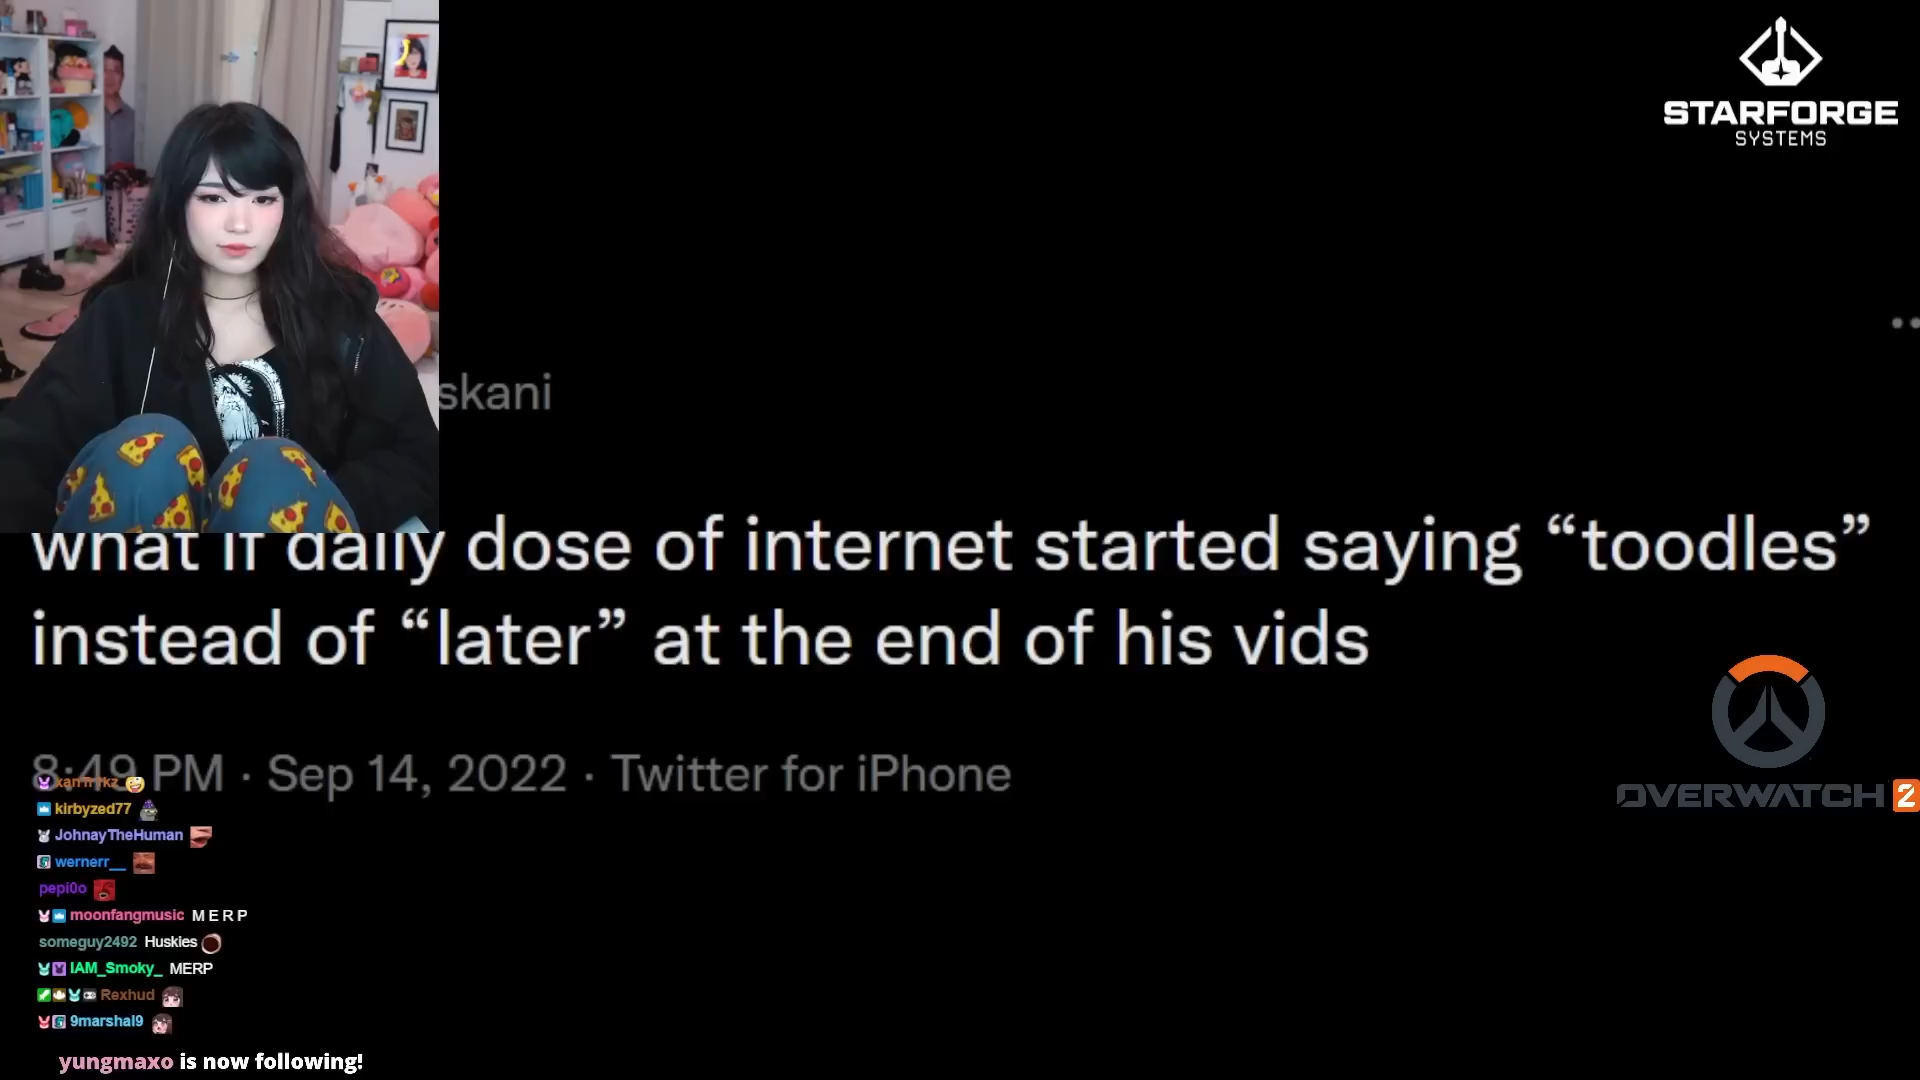 STARFORGE
SYSTEMS
skani
what if daily dose of internet started saying “toodles”
instead of “later” at the end of his vids
8:49 PM · Sep 14, 2022 · Twitter for iPhone
OVERWATCH 2
kirbyzed77
JohnayTheHuman
wernerr__
pepi0o
moonfangmusic M E R P
someguy2492 Huskies
IAM_Smoky_ MERP
Rexhud
9marshal9
yungmaxo is now following!